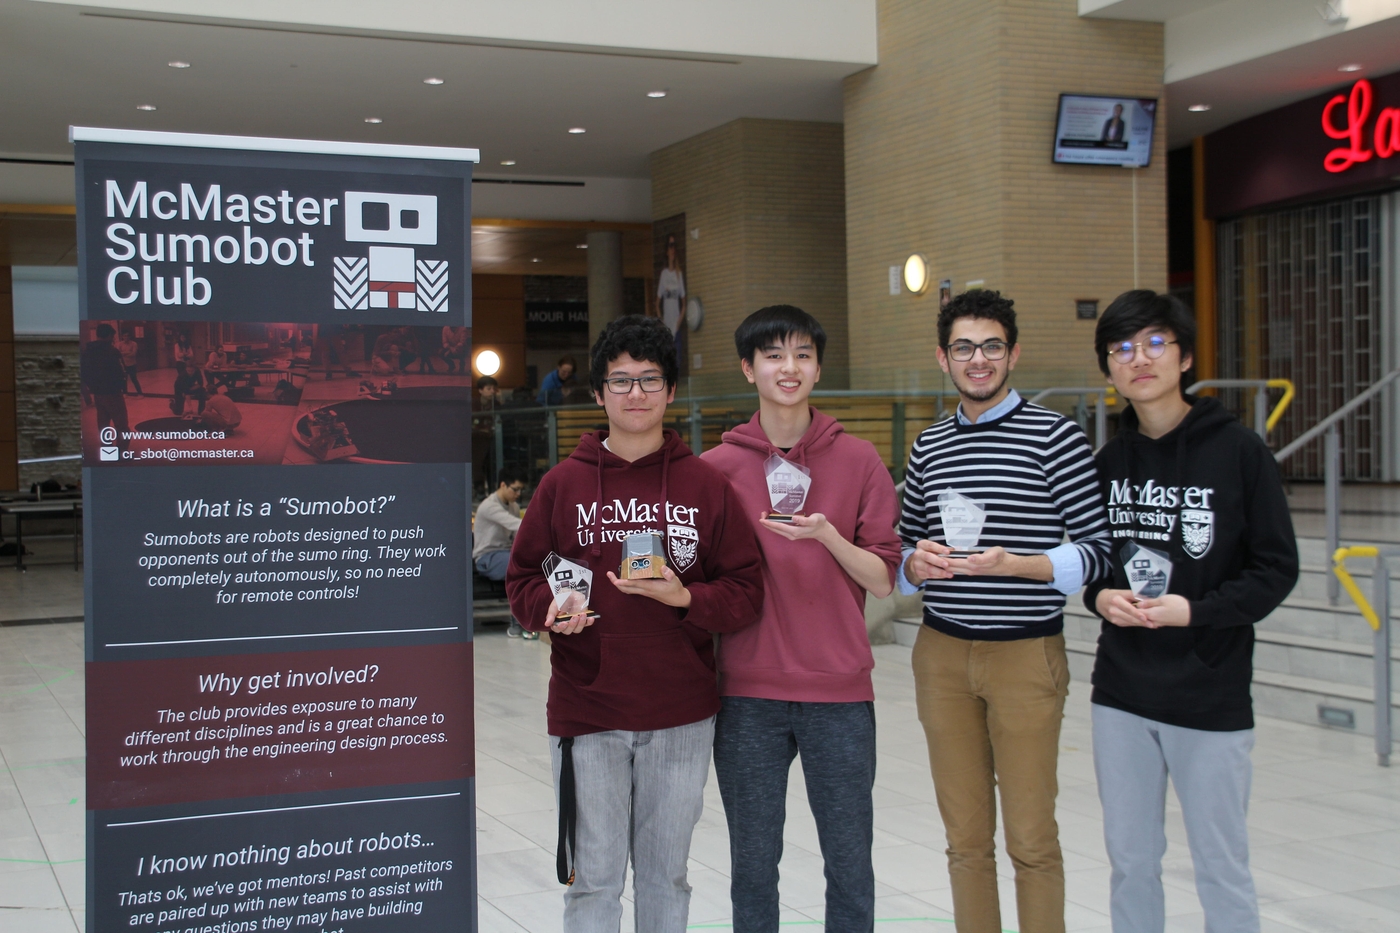 McMaster
Sumobot
Club
@ www.sumobot.ca
cr_sbot@mcmaster.ca
What is a “Sumobot?”
Sumobots are robots designed to push
opponents out of the sumo ring. They work
completely autonomously, so no need
for remote controls!
Why get involved?
The club provides exposure to many
different disciplines and is a great chance to
work through the engineering design process.
I know nothing about robots...
Thats ok, we've got mentors! Past competitors
are paired up with new teams to assist with
questions they may have building
McMaster
University
McMaster
University
ENGINEERING
La